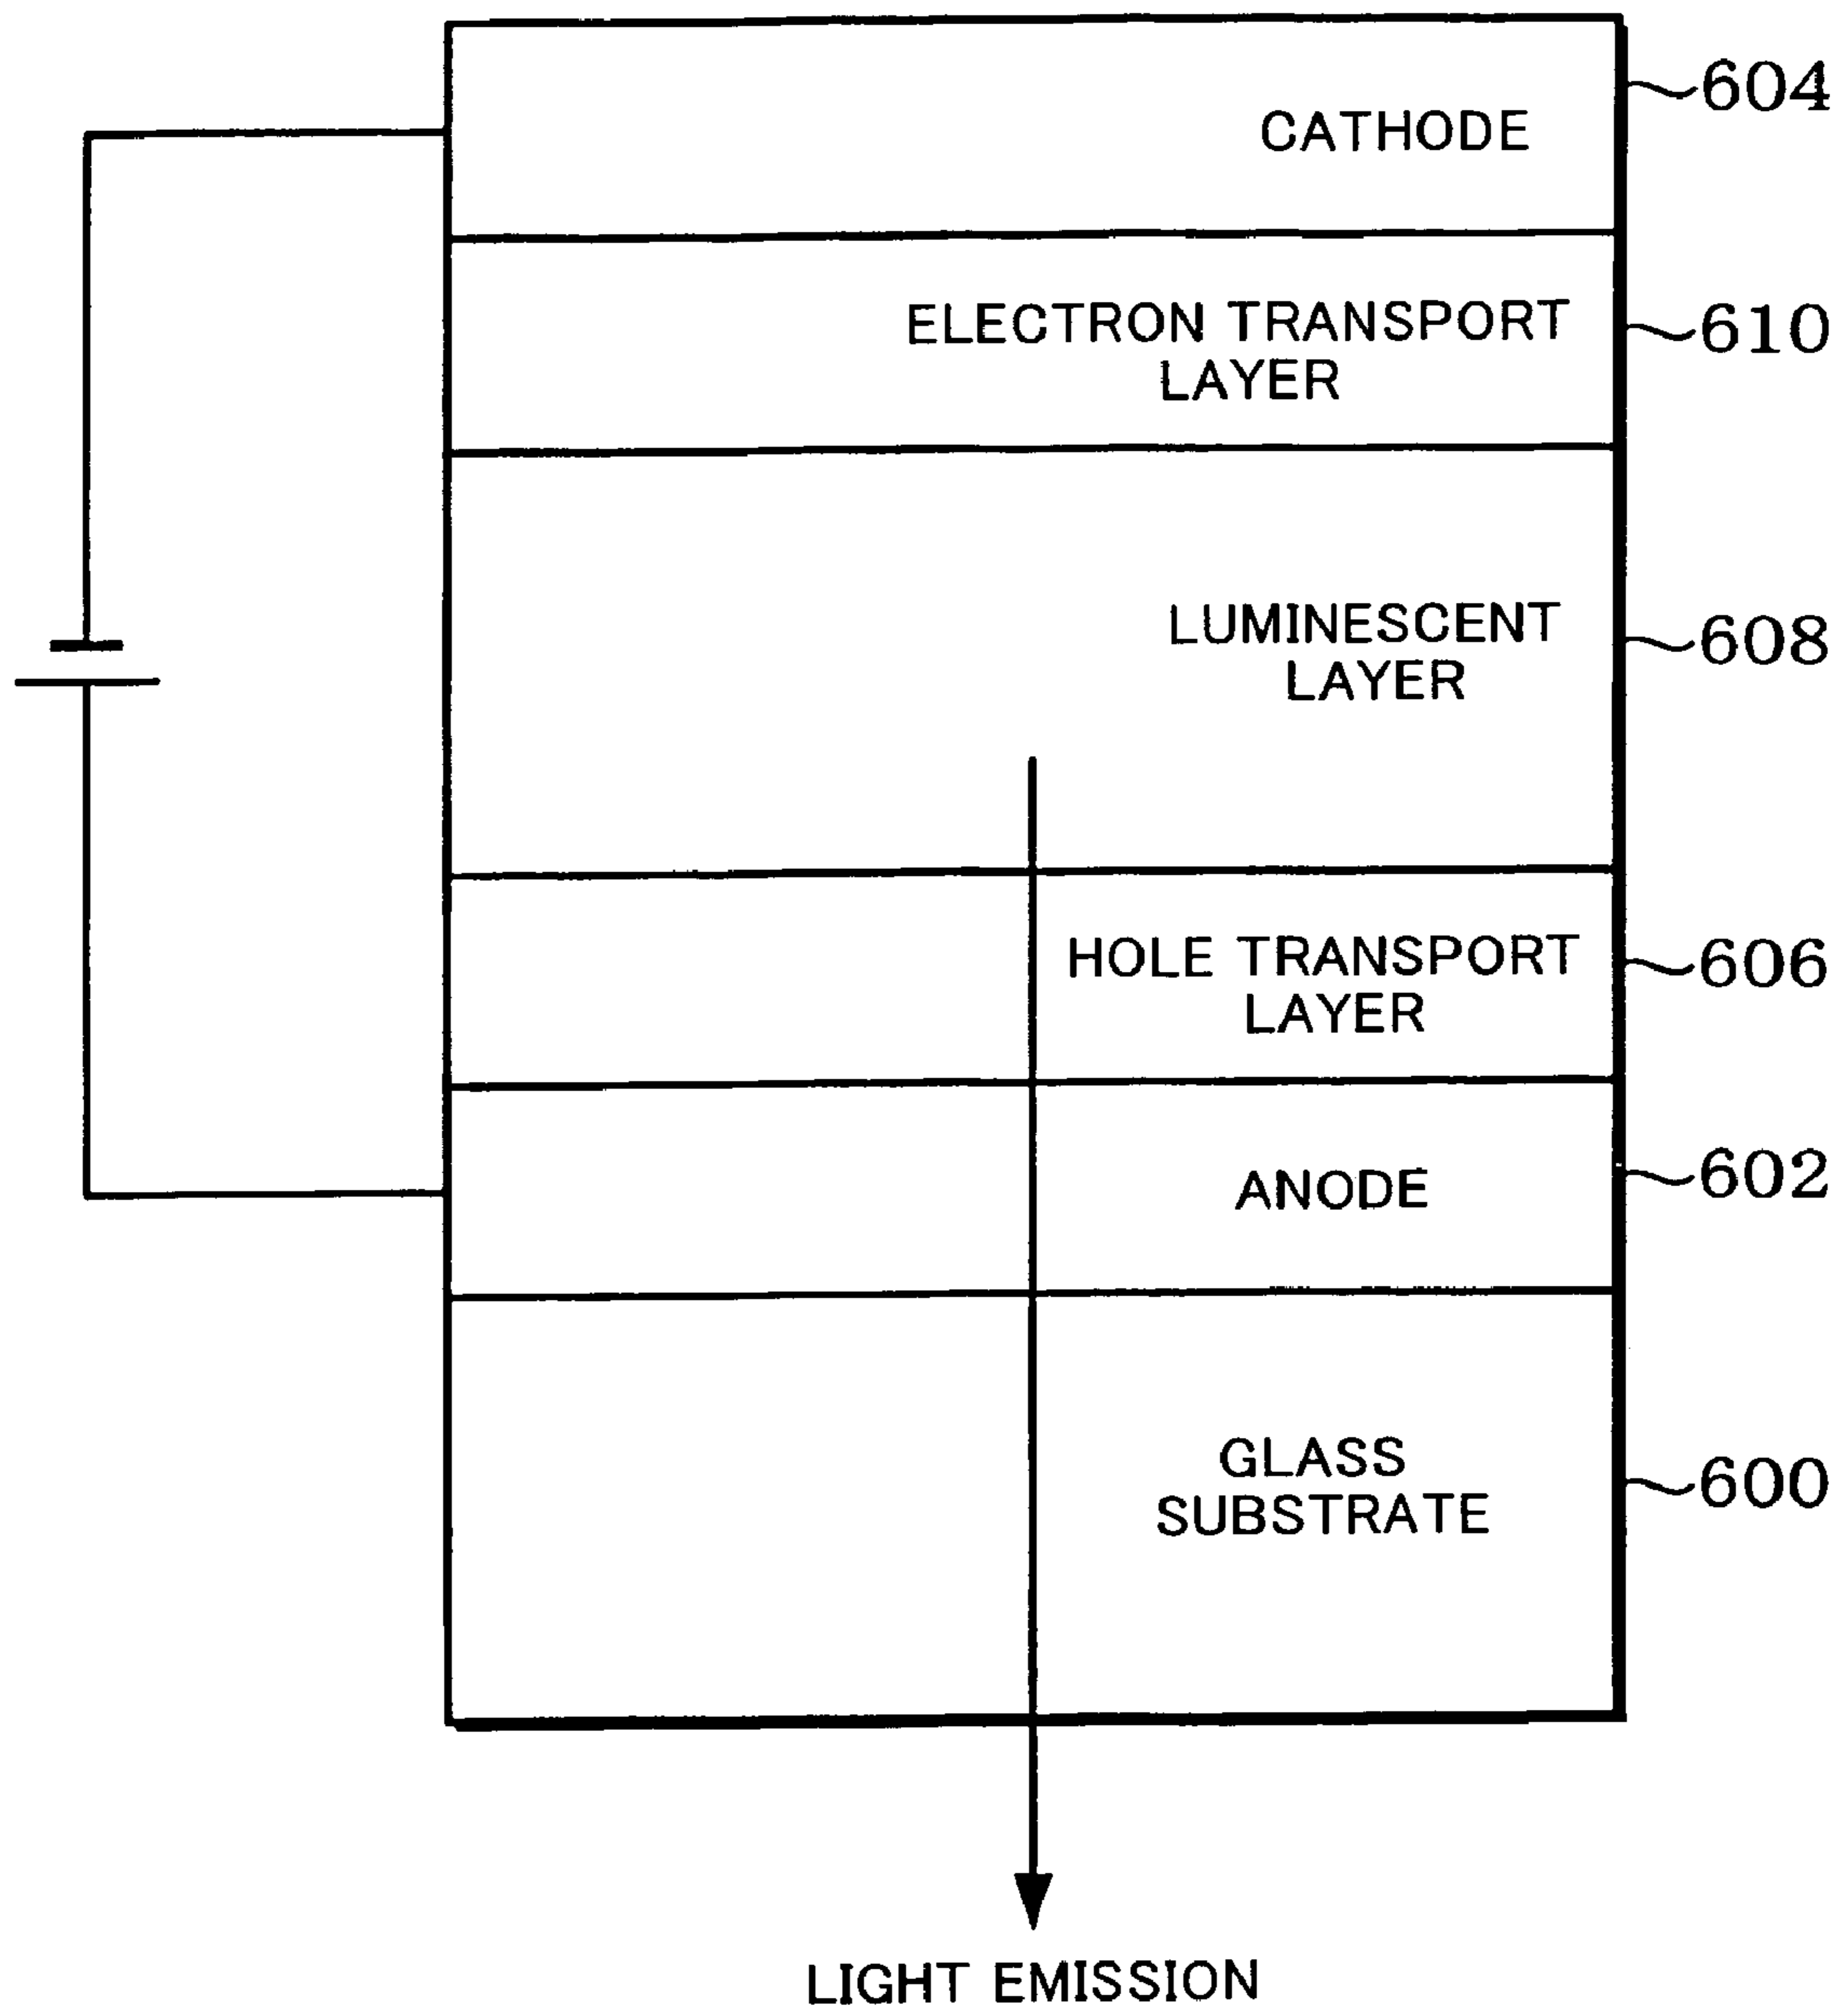 604
CATHODE
ELECTRON TRANSPORT
LAYER
610
LUMINESCENT
LAYER
608
HOLE TRANSPORT
LAYER
606
ANODE
602
GLASS
SUBSTRATE
600
LIGHT EMISSION